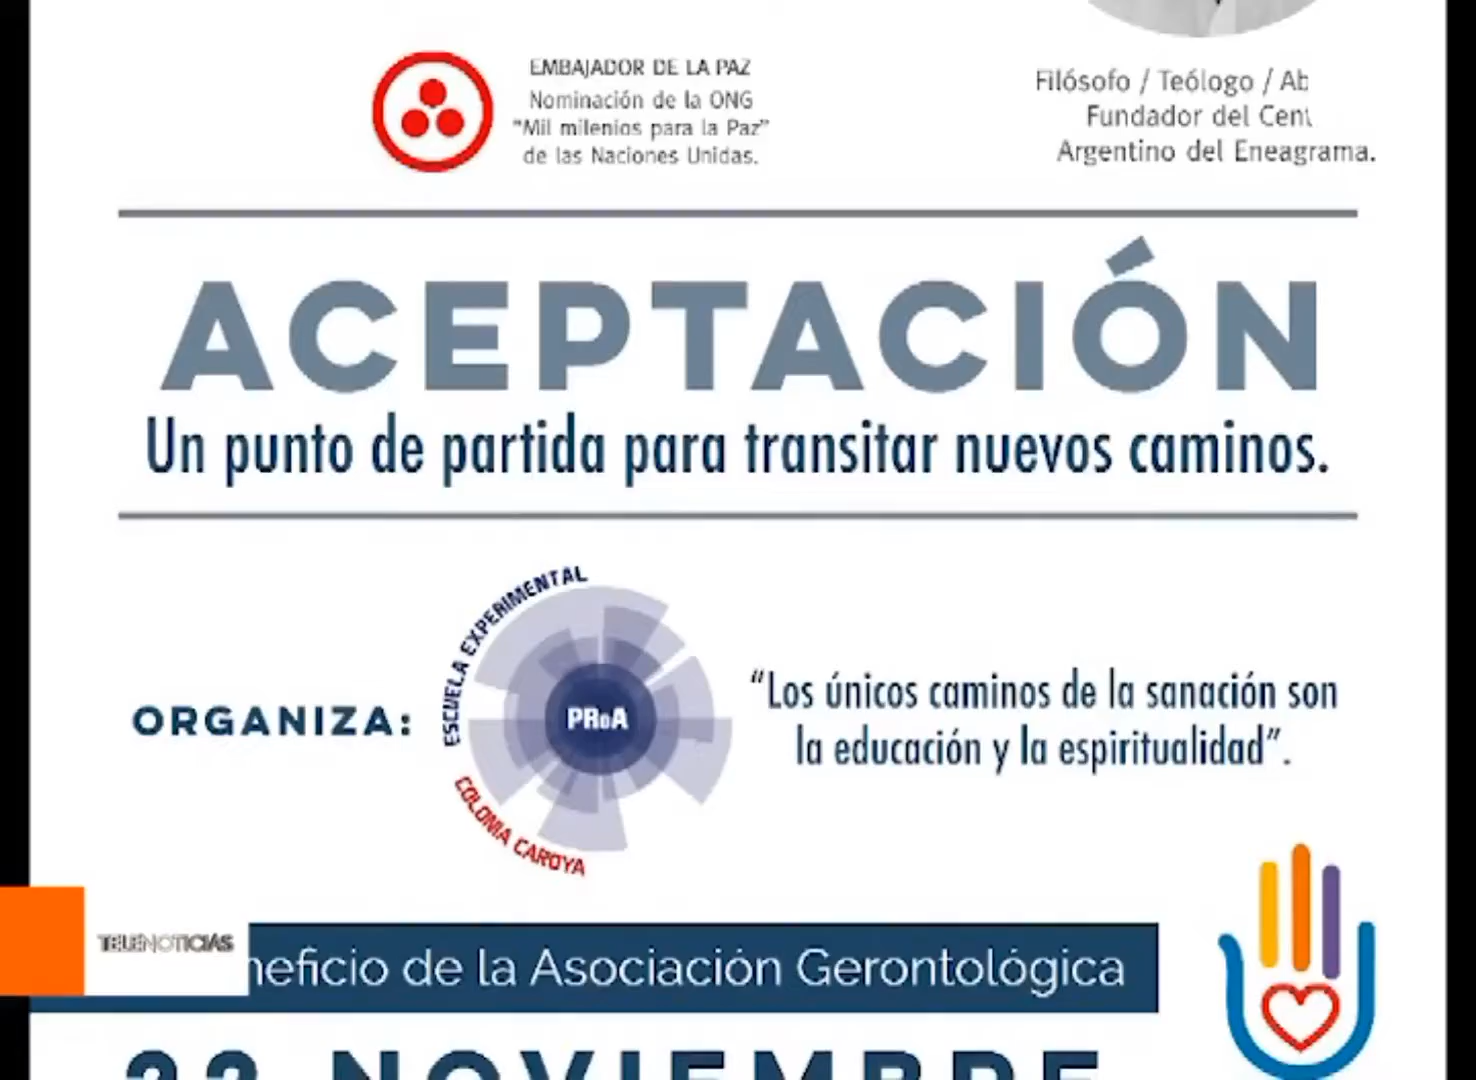 EMBAJADOR DE LA PAZ
Nominación de la ONG
"Mil milenios para la Paz"
de las Naciones Unidas.
Filósofo / Teólogo / Ab
Fundador del Cent
Argentino del Eneagrama.
ACEPTACIÓN
Un punto de partida para transitar nuevos caminos.
ORGANIZA:
ESCUELA EXPERIMENTAL
PRoA
COLONIA CAROYA
“Los únicos caminos de la sanación son
la educación y la espiritualidad”.
TELENOTICIAS
neficio de la Asociación Gerontológica
NOVIEMBRE